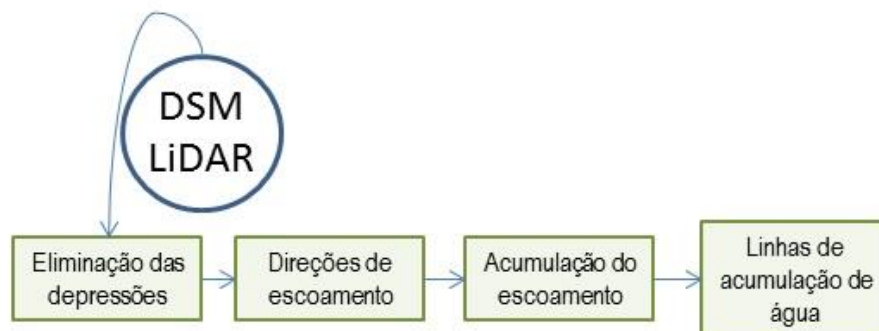 DSM
LiDAR
Eliminação das
depressões
Direções de
escoamento
Acumulação do
escoamento
Linhas de
acumulação de
água